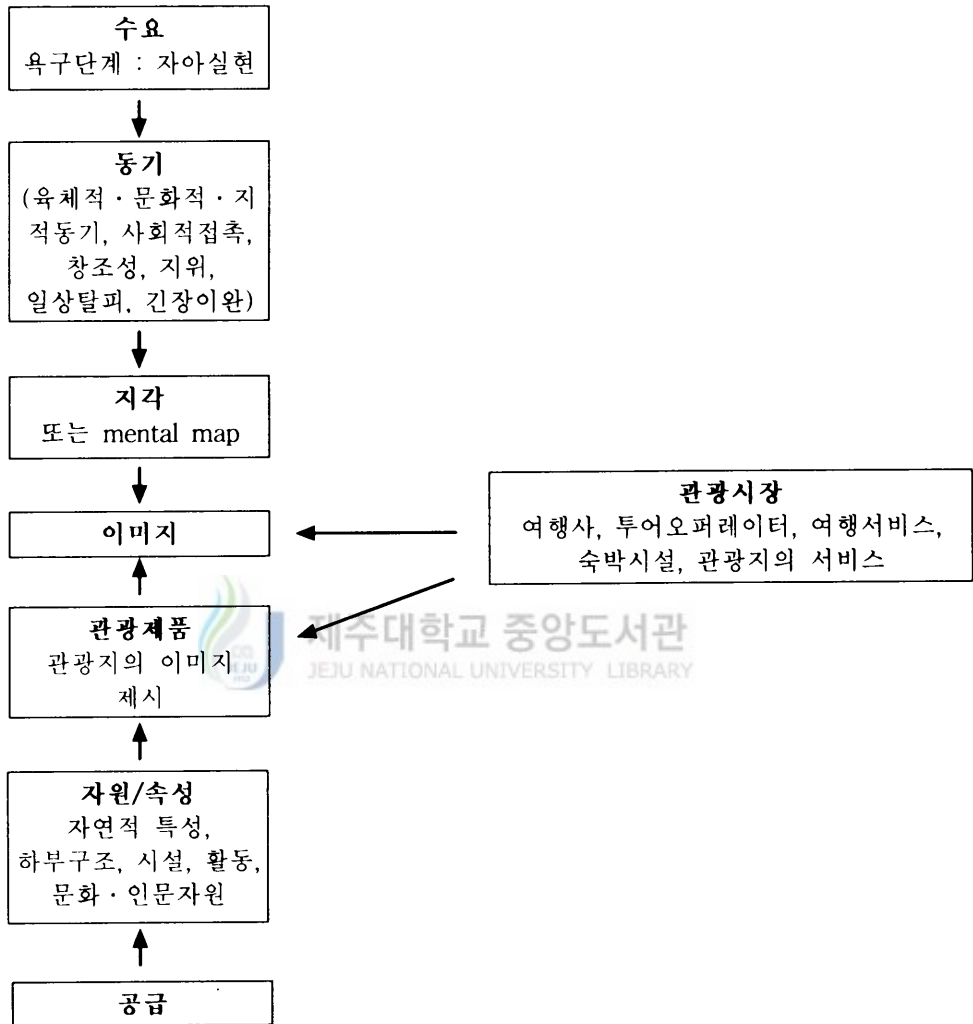 수요
욕구단계 : 자아실현
동기
(육체적 · 문화적 · 지
적동기, 사회적접촉,
창조성, 지위,
일상탈피, 긴장이완)
지각
또는 mental map
이미지
관광시장
여행사, 투어오퍼레이터, 여행서비스,
숙박시설, 관광지의 서비스
관광제품
관광지의 이미지
제시
제주대학교 중앙도서관
JEJU NATIONAL UNIVERSITY LIBRARY
자원/속성
자연적 특성,
하부구조, 시설, 활동,
문화 · 인문자원
공급